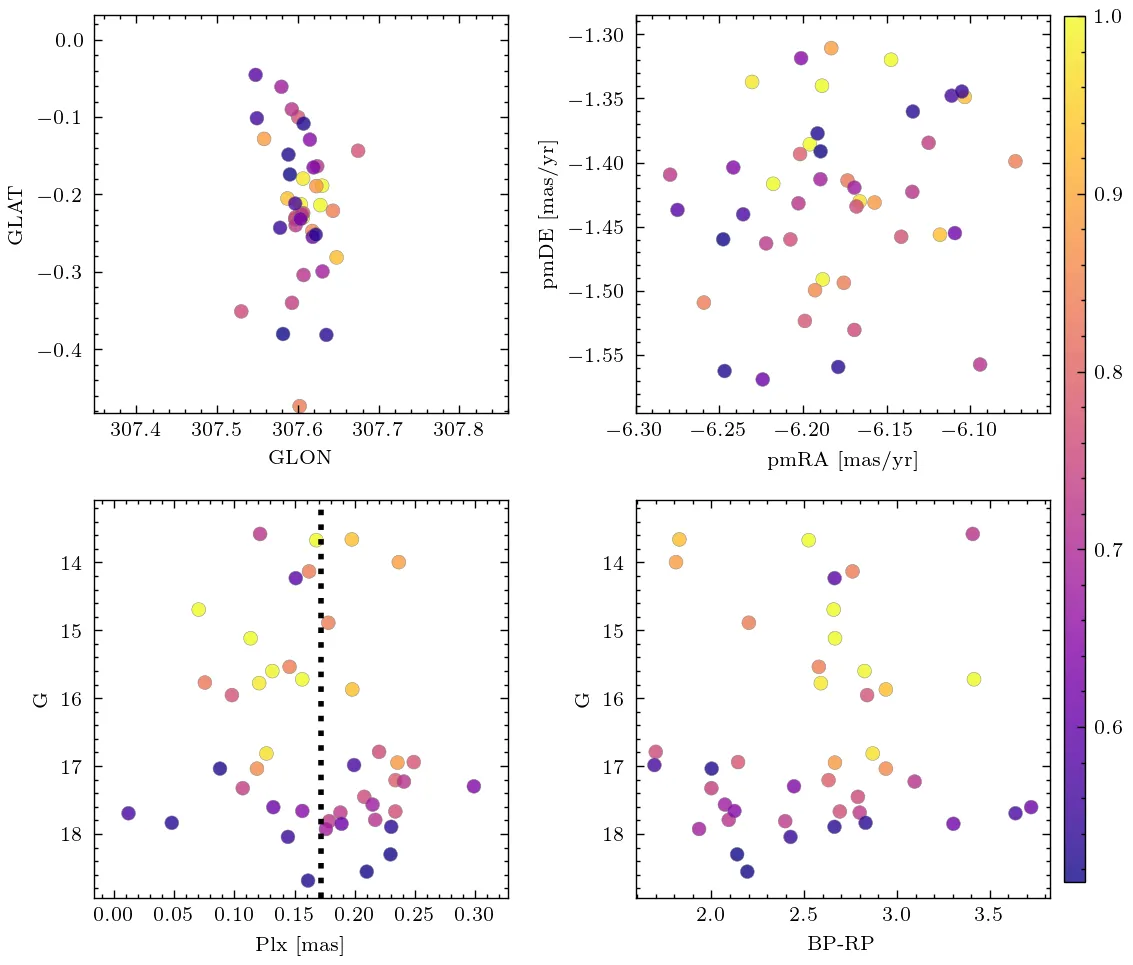 0.0
−0.1
−0.2
−0.3
−0.4
GLAT
307.4 307.5 307.6 307.7 307.8
GLON
−1.30
−1.35
−1.40
−1.45
−1.50
−1.55
pmDE [mas/yr]
−6.30 −6.25 −6.20 −6.15 −6.10
pmRA [mas/yr]
1.0
0.9
0.8
0.7
0.6
14
15
16
17
18
G
0.00 0.05 0.10 0.15 0.20 0.25 0.30
Plx [mas]
14
15
16
17
18
G
2.0 2.5 3.0 3.5
BP-RP